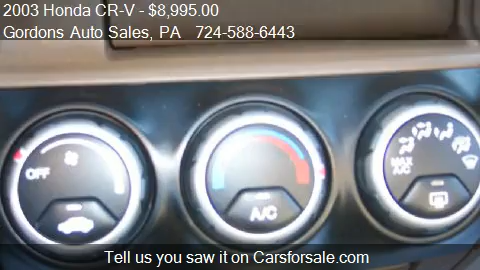 2003 Honda CR-V - $8,995.00
Gordons Auto Sales, PA   724-588-6443
OFF
A/C
MAX
A/C
Tell us you saw it on Carsforsale.com